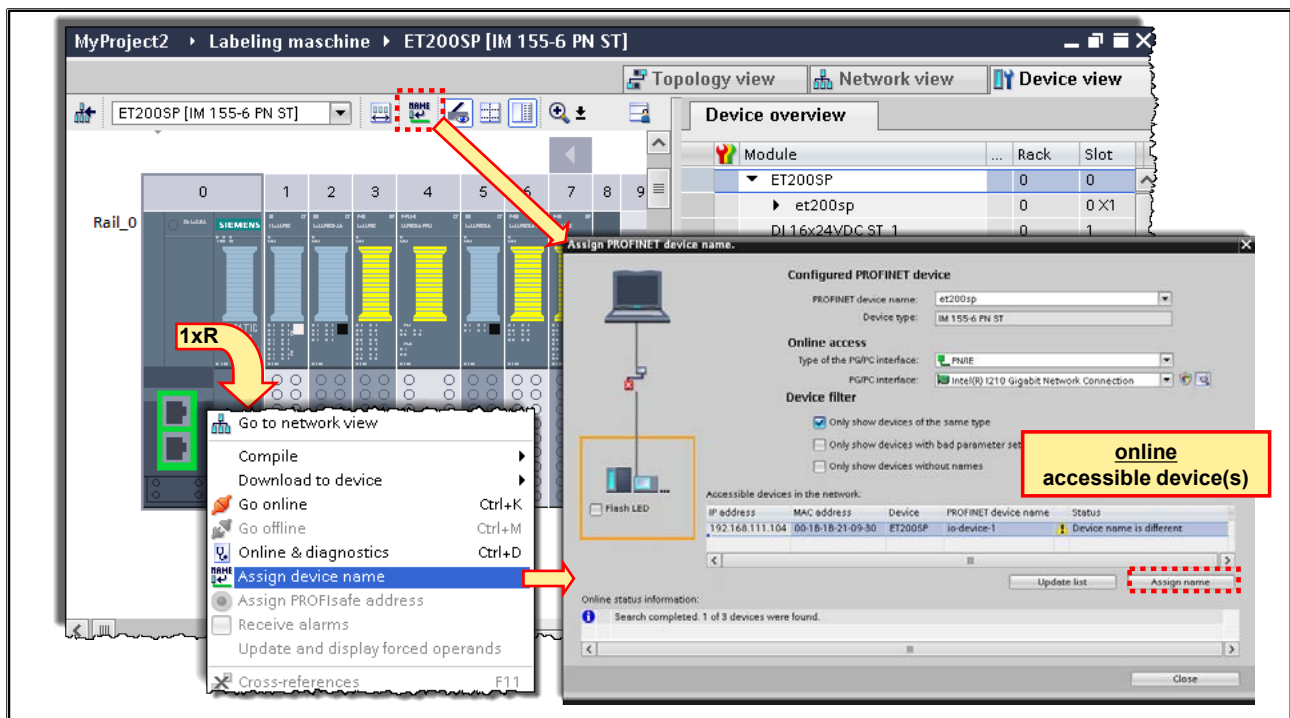 MyProject2 ‣ Labeling maschine ‣ ET200SP [IM 155-6 PN ST]
Topology view Network view Device view
ET200SP [IM 155-6 PN ST] NAME ±
Device overview
Module ... Rack Slot
ET200SP 0 0
et200sp 0 0 X1
DI 16x24VDC ST_1 0 1
0 1 2 3 4 5 6 7 8 9
Rail_0
SIEMENS
1xR
Go to network view
Compile
Download to device
Go online Ctrl+K
Go offline Ctrl+M
Online & diagnostics Ctrl+D
NAME Assign device name
Assign PROFIsafe address
Receive alarms
Update and display forced operands
Cross-references F11
Assign PROFINET device name.
Configured PROFINET device
PROFINET device name: et200sp
Device type: IM 155-6 PN ST
Online access
Type of the PG/PC interface: PN/IE
PG/PC interface: Intel(R) I210 Gigabit Network Connection
Device filter
Only show devices of the same type
Only show devices with bad parameter set
Only show devices without names
online
accessible device(s)
Flash LED
Accessible devices in the network:
IP address MAC address Device PROFINET device name Status
192.168.111.104 00-1B-1B-21-09-30 ET200SP io-device-1 Device name is different
Update list Assign name
Online status information:
Search completed. 1 of 3 devices were found.
Close